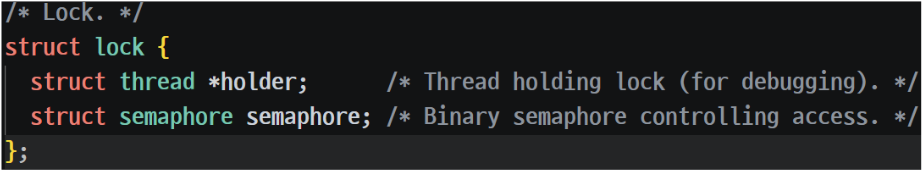 /* Lock. */
struct lock {
  struct thread *holder;      /* Thread holding lock (for debugging). */
  struct semaphore semaphore; /* Binary semaphore controlling access. */
};